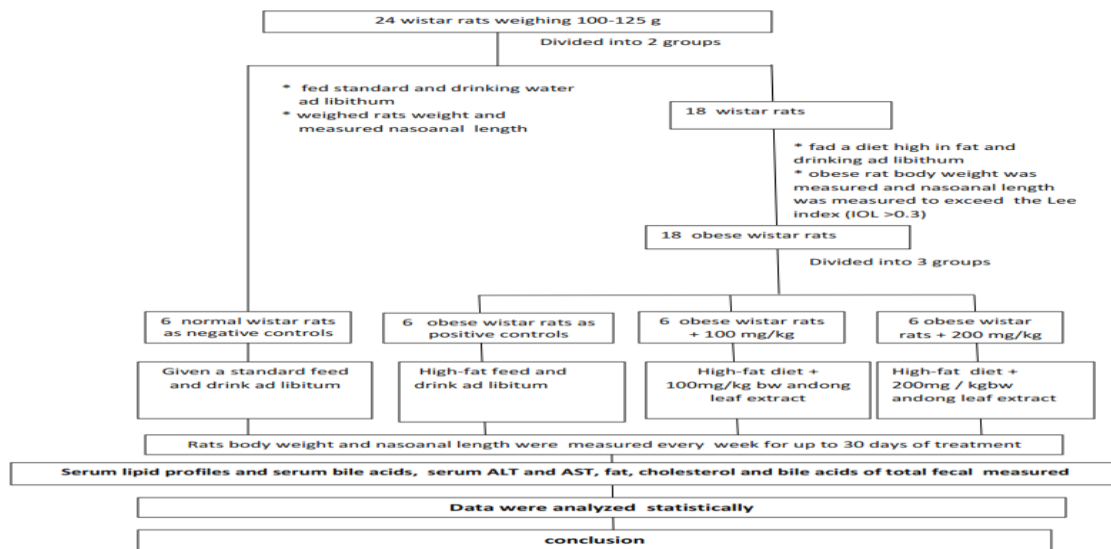 24 wistar rats weighing 100-125 g
Divided into 2 groups
* fed standard and drinking water
ad libithum
* weighed rats weight and
measured nasoanal length
18 wistar rats
* fad a diet high in fat and
drinking ad libithum
* obese rat body weight was
measured and nasoanal length
was measured to exceed the Lee
index (IOL >0.3)
18 obese wistar rats
Divided into 3 groups
6 normal wistar rats
as negative controls
6 obese wistar rats as
positive controls
6 obese wistar rats
+ 100 mg/kg
6 obese wistar
rats + 200 mg/kg
Given a standard feed
and drink ad libitum
High-fat feed and
drink ad libitum
High-fat diet +
100mg/kg bw andong
leaf extract
High-fat diet +
200mg / kgbw
andong leaf extract
Rats body weight and nasoanal length were measured every week for up to 30 days of treatment
Serum lipid profiles and serum bile acids, serum ALT and AST, fat, cholesterol and bile acids of total fecal measured
Data were analyzed statistically
conclusion